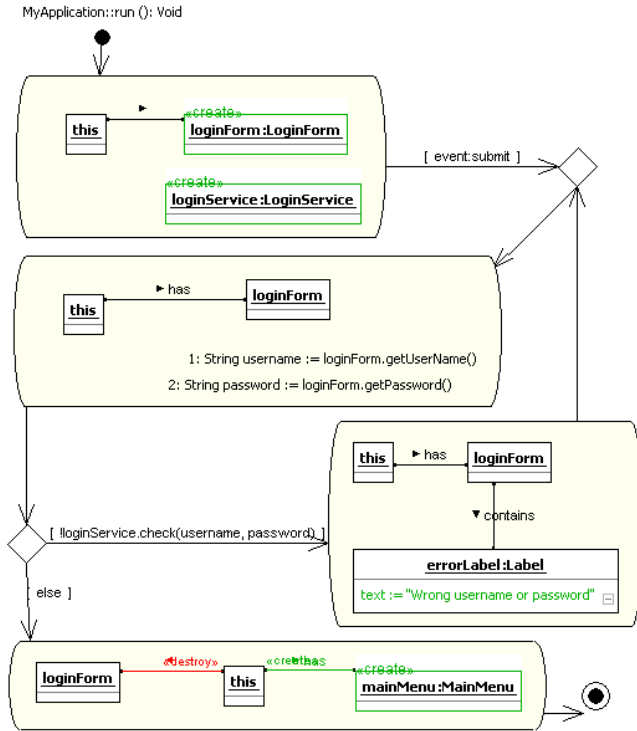 MyApplication::run (): Void
«create»
this
loginForm:LoginForm
[ event:submit ]
«create»
loginService:LoginService
has
loginForm
this
1: String username := loginForm.getUserName()
2: String password := loginForm.getPassword()
this
has
loginForm
contains
[ !loginService.check(username, password) ]
errorLabel:Label
text := "Wrong username or password"
[ else ]
«destroy»
«create»
has
«create»
loginForm
this
mainMenu:MainMenu